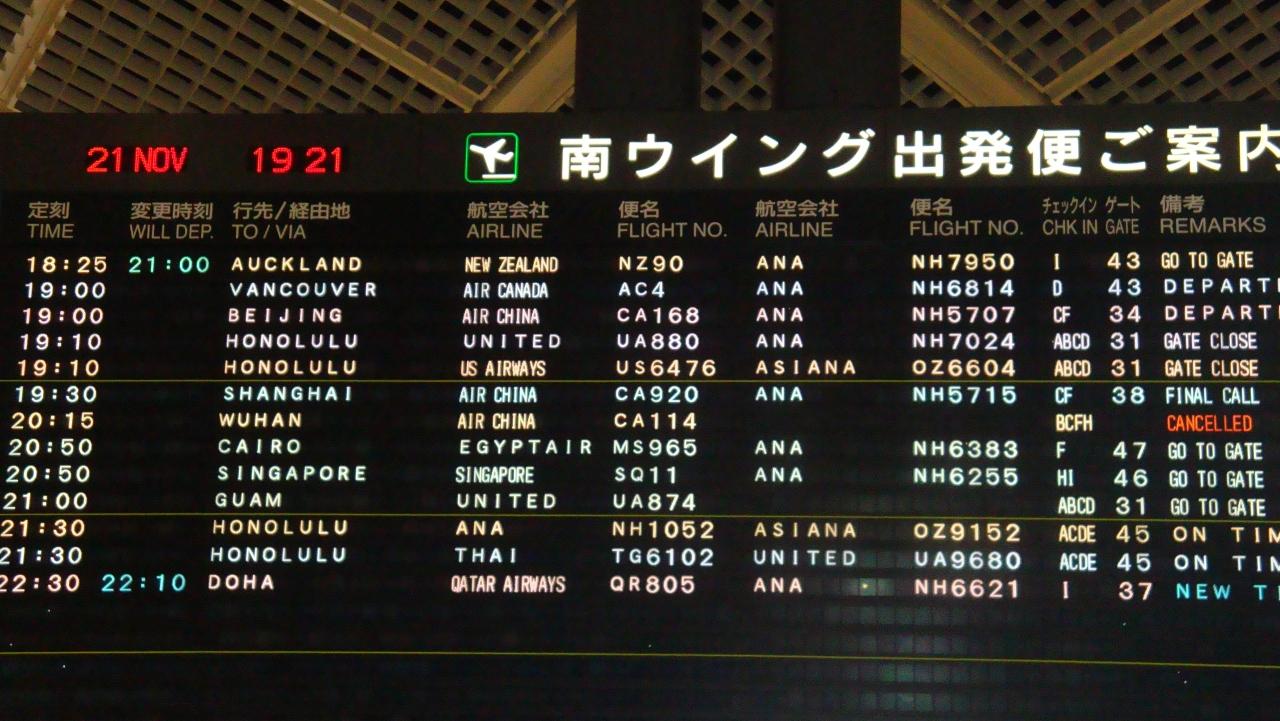 21 NOV 19 21 南ウイング出発便ご案内
定刻 変更時刻 行先/経由地 航空会社 便名 航空会社 便名 チェックイン ゲート 備考
TIME WILL DEP. TO / VIA AIRLINE FLIGHT NO. AIRLINE FLIGHT NO. CHK IN GATE REMARKS
18:25 21:00 AUCKLAND NEW ZEALAND NZ90 ANA NH7950 I 43 GO TO GATE
19:00 VANCOUVER AIR CANADA AC4 ANA NH6814 D 43 DEPART
19:00 BEIJING AIR CHINA CA168 ANA NH5707 CF 34 DEPART
19:10 HONOLULU UNITED UA880 ANA NH7024 ABCD 31 GATE CLOSE
19:10 HONOLULU US AIRWAYS US6476 ASIANA OZ6604 ABCD 31 GATE CLOSE
19:30 SHANGHAI AIR CHINA CA920 ANA NH5715 CF 38 FINAL CALL
20:15 WUHAN AIR CHINA CA114 BCFH CANCELLED
20:50 CAIRO EGYPTAIR MS965 ANA NH6383 F 47 GO TO GATE
20:50 SINGAPORE SINGAPORE SQ11 ANA NH6255 HI 46 GO TO GATE
21:00 GUAM UNITED UA874 ABCD 31 GO TO GATE
21:30 HONOLULU ANA NH1052 ASIANA OZ9152 ACDE 45 ON TIM
21:30 HONOLULU THAI TG6102 UNITED UA9680 ACDE 45 ON TIM
22:30 22:10 DOHA QATAR AIRWAYS QR805 ANA NH6621 I 37 NEW TI